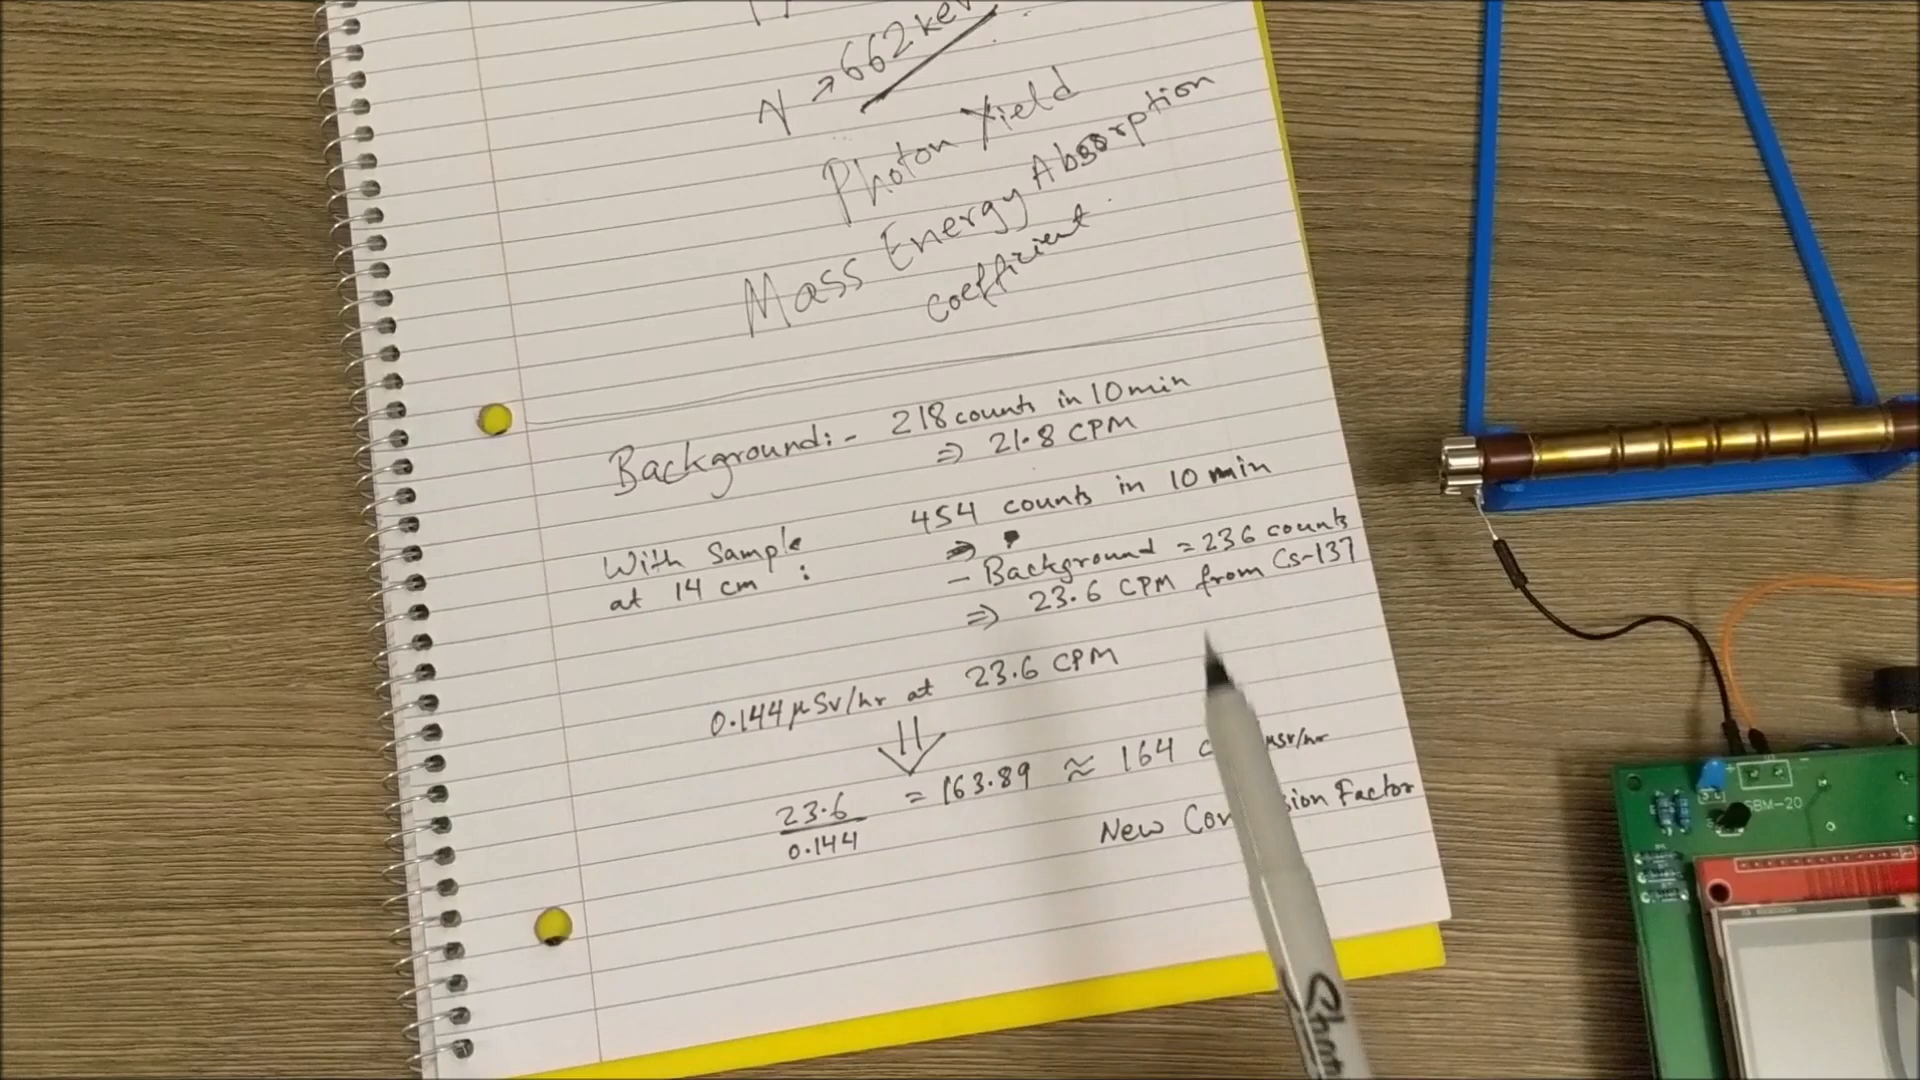 N → 662 keV
Photon Yield
Mass Energy Absorption
coefficient
Background:- 218 counts in 10 min
⇒ 21.8 CPM
With Sample
at 14 cm :
454 counts in 10 min
⇒
- Background = 236 counts
⇒ 23.6 CPM from Cs-137
0.144 μSv/hr at 23.6 CPM
23.6 / 0.144 = 163.89 ≈ 164 μSv/hr
New Factor
SBM-20